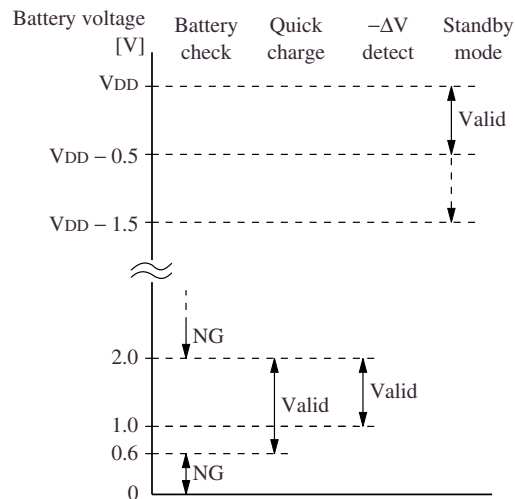 Battery voltage
[V]
Battery
check
Quick
charge
−ΔV
detect
Standby
mode
VDD
Valid
VDD − 0.5
VDD − 1.5
NG
2.0
Valid
Valid
1.0
0.6
NG
0